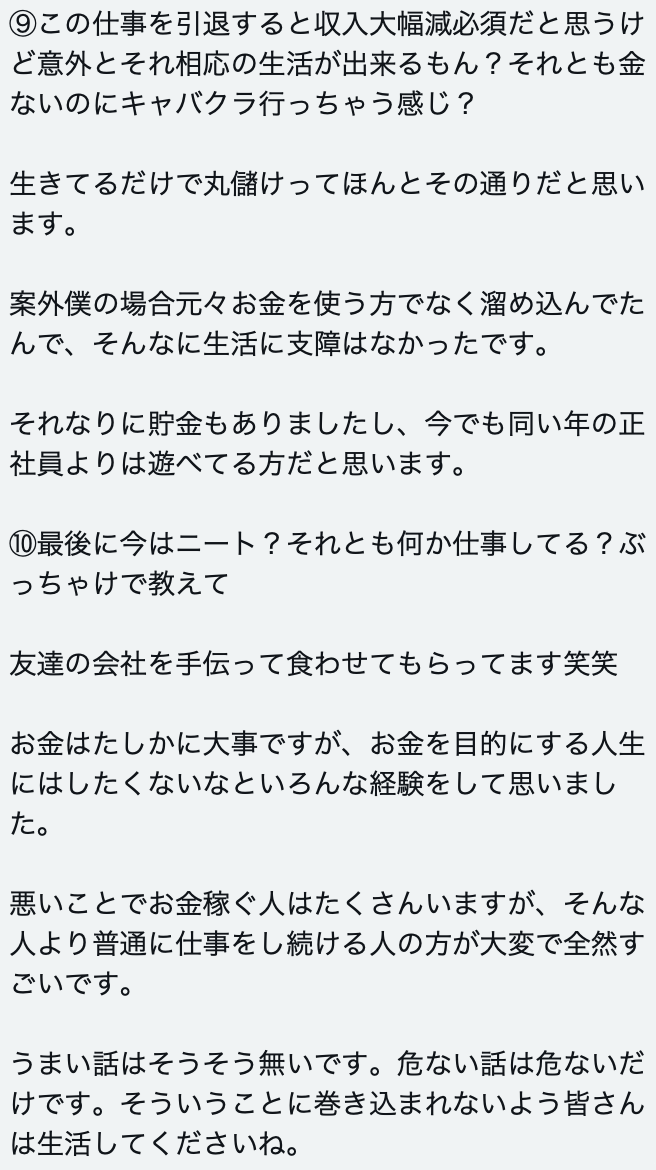 ⑨この仕事を引退すると収入大幅減必須だと思うけ
ど意外とそれ相応の生活が出来るもん？それとも金
ないのにキャバクラ行っちゃう感じ？
生きてるだけで丸儲けってほんとその通りだと思い
ます。
案外僕の場合元々お金を使う方でなく溜め込んでた
んで、そんなに生活に支障はなかったです。
それなりに貯金もありましたし、今でも同い年の正
社員よりは遊べてる方だと思います。
⑩最後に今はニート？それとも何か仕事してる？ぶ
っちゃけで教えて
友達の会社を手伝って食わせてもらってます笑笑
お金はたしかに大事ですが、お金を目的にする人生
にはしたくないなといろんな経験をして思いまし
た。
悪いことでお金稼ぐ人はたくさんいますが、そんな
人より普通に仕事をし続ける人の方が大変で全然す
ごいです。
うまい話はそうそう無いです。危ない話は危ないだ
けです。そういうことに巻き込まれないよう皆さん
は生活してくださいね。